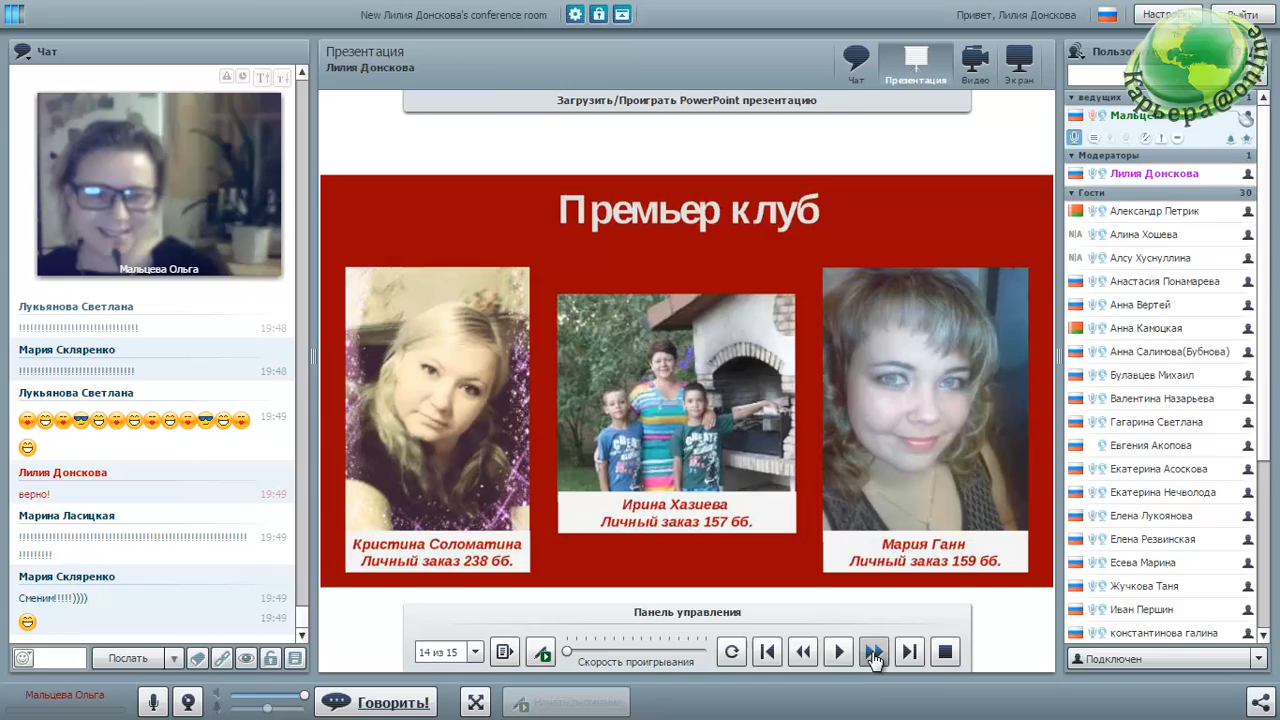 New Лилия Донскова's conference room
Привет, Лилия Донскова
Выйти
Карьера@online
Чат
Мальцева Ольга
Лукьянова Светлана
!!!!!!!!!!!!!!!!!!!!!!!!!!!!!! 19:48
Мария Скляренко
!!!!!!!!!!!!!!!!!!!!!!!!!!!!! 19:48
Лукьянова Светлана
19:49
Лилия Донскова
верно! 19:49
Марина Ласицкая
!!!!!!!!!!!!!!!!!!!!!!!!!!!!!!!!!!!!!!!!!!!!!!!!!!!!!!!!! 19:49
!!!!!!!!!
Мария Скляренко
Сменим!!!!!)))) 19:49
19:49
Послать
Презентация
Лилия Донскова
Чат
Презентация
Видео
Экран
Загрузить/Проиграть PowerPoint презентацию
Премьер клуб
Кристина Соломатина
Личный заказ 238 бб.
Ирина Хазиева
Личный заказ 157 бб.
Мария Ганн
Личный заказ 159 бб.
Панель управления
14 из 15
Скорость проигрывания
ведущих 1
Модераторы 1
Лилия Донскова
Гости 30
Александр Петрик
N|A Алина Хошева
N|A Алсу Хуснуллина
Анастасия Понамарева
Анна Вертей
Анна Каноцкая
Анна Салимова(Бубнова)
Булавцев Михаил
Валентина Назарьева
Гагарина Светлана
Евгения Акопова
Екатерина Асоскова
Екатерина Нечволода
Елена Лукоянова
Елена Резвинская
Есева Марина
Жучкова Таня
Иван Першин
константинова галина
Подключен
Мальцева Ольга
Говорить!